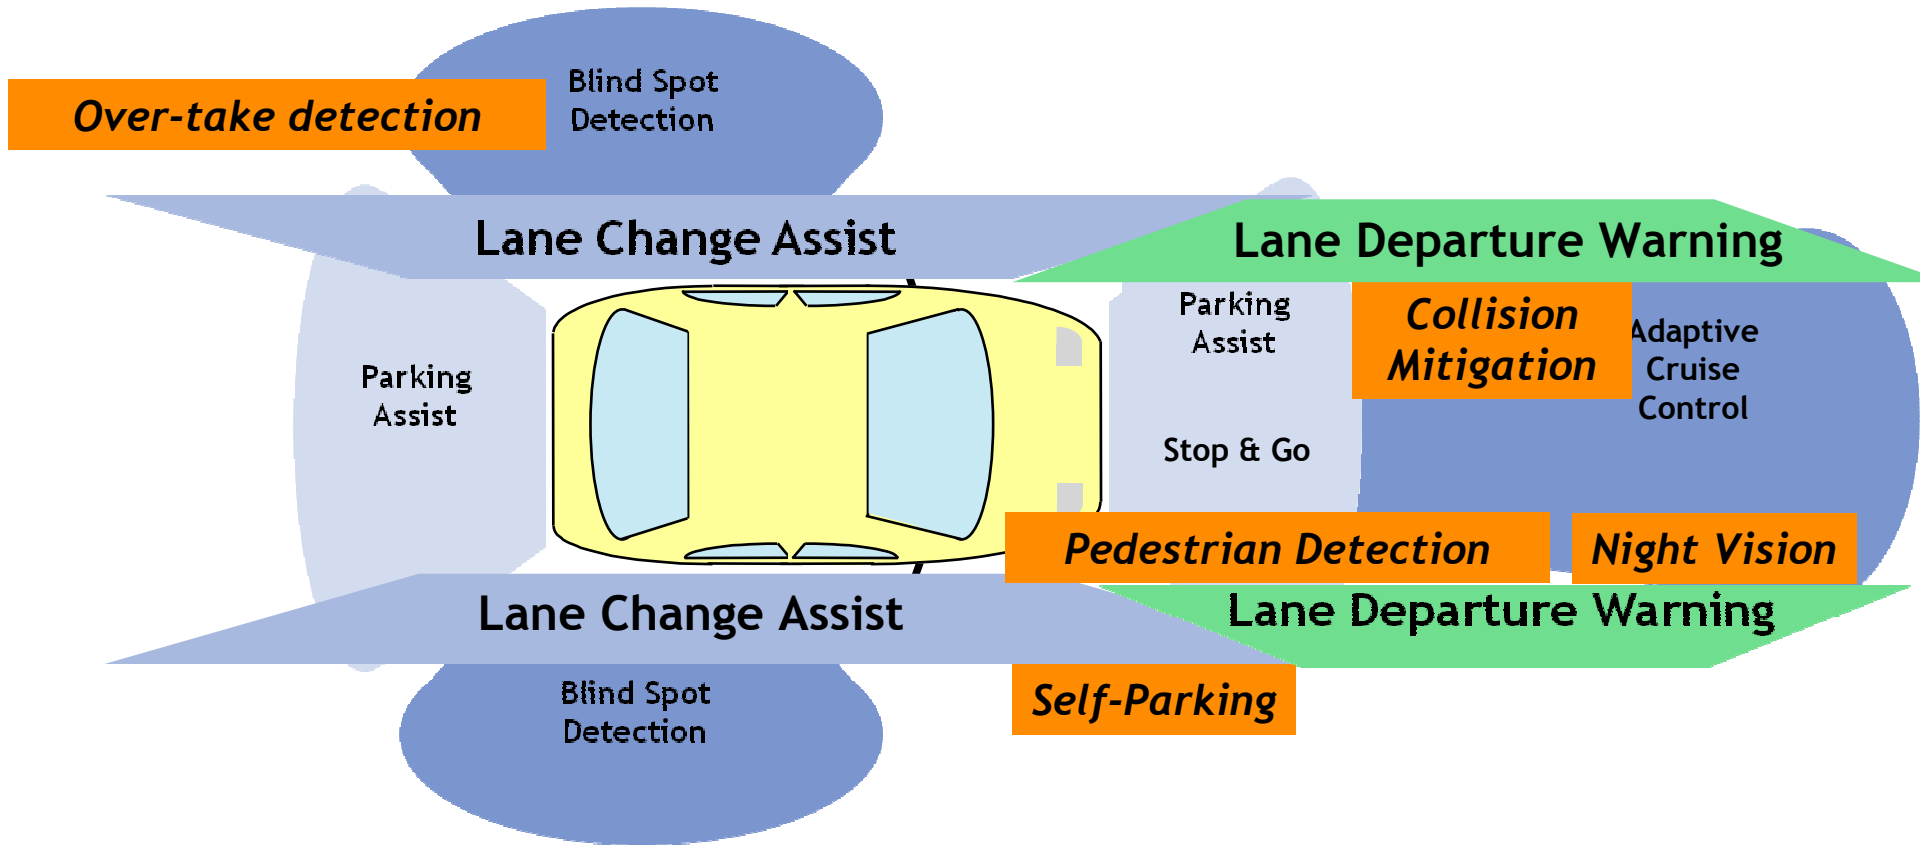 Blind Spot
Detection
Over-take detection
Lane Change Assist
Lane Departure Warning
Parking
Assist
Collision
Mitigation
Adaptive
Cruise
Control
Parking
Assist
Stop & Go
Pedestrian Detection
Night Vision
Lane Change Assist
Lane Departure Warning
Blind Spot
Detection
Self-Parking